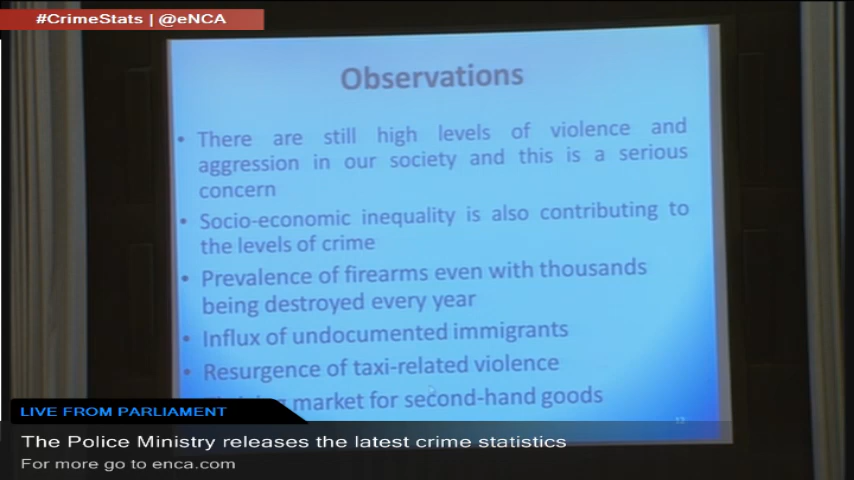 #CrimeStats | @eNCA
Observations
• There are still high levels of violence and
aggression in our society and this is a serious
concern
• Socio-economic inequality is also contributing to
the levels of crime
• Prevalence of firearms even with thousands
being destroyed every year
• Influx of undocumented immigrants
• Resurgence of taxi-related violence
market for second-hand goods
LIVE FROM PARLIAMENT
The Police Ministry releases the latest crime statistics
For more go to enca.com